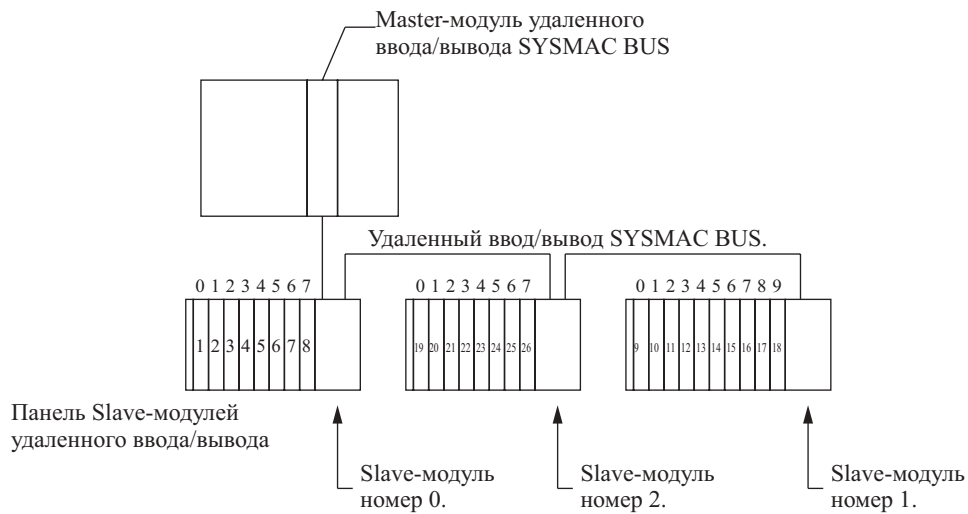 Master-модуль удаленного
ввода/вывода SYSMAC BUS
Удаленный ввод/вывод SYSMAC BUS.
0 1 2 3 4 5 6 7
0 1 2 3 4 5 6 7
0 1 2 3 4 5 6 7 8 9
1 2 3 4 5 6 7 8
19 20 21 22 23 24 25 26
9 10 11 12 13 14 15 16 17 18
Панель Slave-модулей
удаленного ввода/вывода
Slave-модуль
номер 0.
Slave-модуль
номер 2.
Slave-модуль
номер 1.